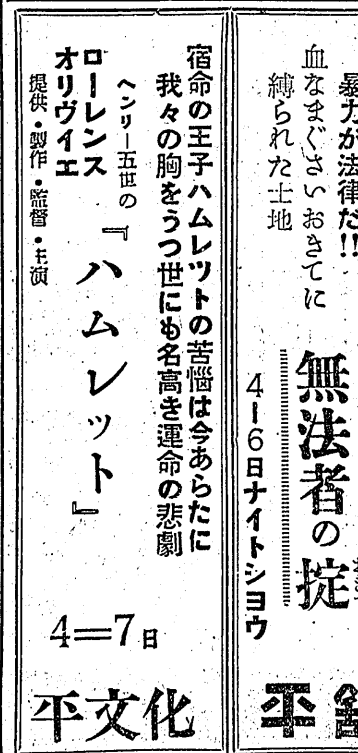 暴力が法律だ!!
血なまぐさいおきてに
縛られた土地
無法者の掟
4-6日ナイトシヨウ
平
宿命の王子ハムレツトの苦悩は今あらたに
我々の胸をうつ世にも名高き運命の悲劇
ヘンリー五世の
『ハムレット』
ローレンス
オリヴイエ
提供・製作・監督・主演
4=7日
平文化